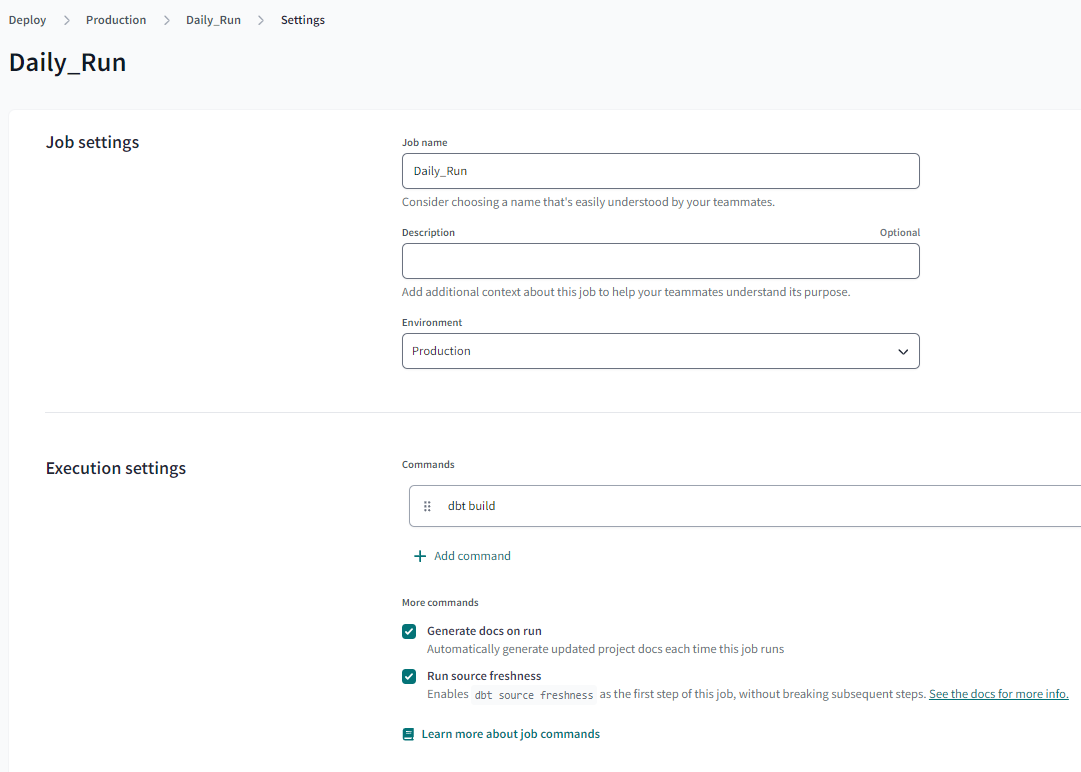 Deploy > Production > Daily_Run > Settings
Daily_Run
Job settings
Job name
Daily_Run
Consider choosing a name that's easily understood by your teammates.
Description Optional
Add additional context about this job to help your teammates understand its purpose.
Environment
Production
Execution settings
Commands
dbt build
+ Add command
More commands
Generate docs on run
Automatically generate updated project docs each time this job runs
Run source freshness
Enables dbt source freshness as the first step of this job, without breaking subsequent steps. See the docs for more info.
Learn more about job commands